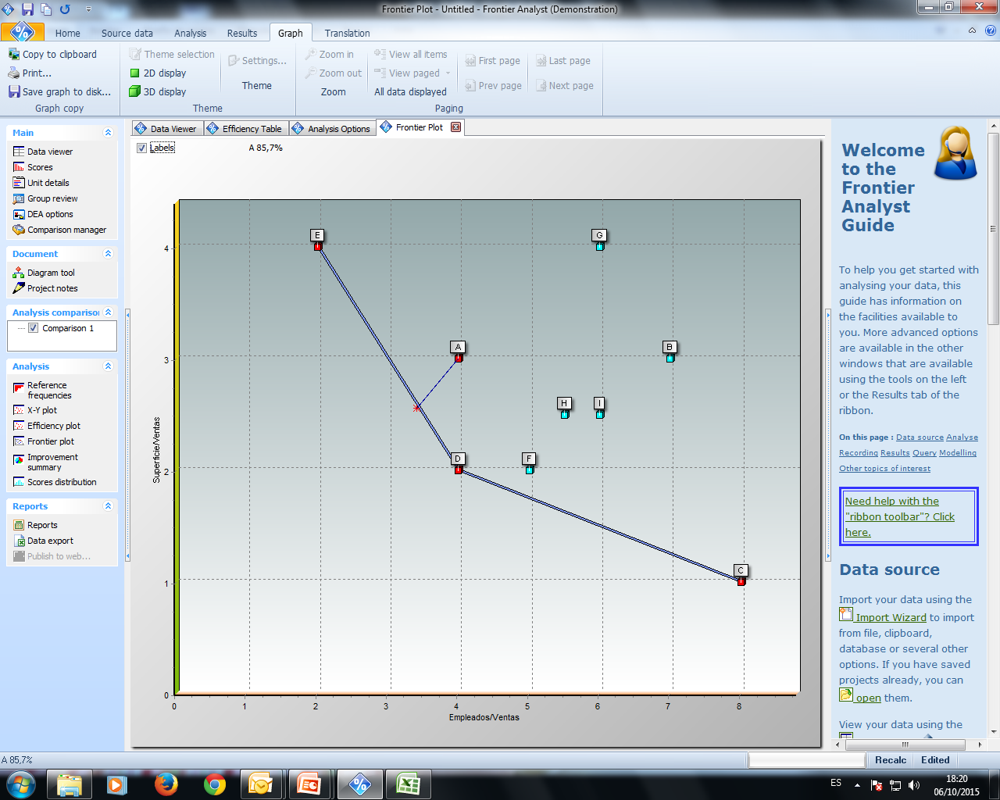 Frontier Plot - Untitled - Frontier Analyst (Demonstration)
Home Source data Analysis Results Graph Translation
Copy to clipboard
Print...
Save graph to disk...
Graph copy
Theme selection
2D display
3D display
Settings...
Theme
Theme
Zoom in
Zoom out
Zoom
View all items
View paged
All data displayed
First page
Prev page
Last page
Next page
Paging
Main
Data viewer
Scores
Unit details
Group review
DEA options
Comparison manager
Document
Diagram tool
Project notes
Analysis comparisor
Comparison 1
Analysis
Reference
frequencies
X-Y plot
Efficiency plot
Frontier plot
Improvement
summary
Scores distribution
Reports
Reports
Data export
Publish to web...
Data Viewer Efficiency Table Analysis Options Frontier Plot
Labels A 85,7%
E G
4
A B
3
H I
D F
2
C
1
0
0 1 2 3 4 5 6 7 8
Superficie/Ventas
Empleados/Ventas
Welcome
to the
Frontier
Analyst
Guide
To help you get started with
analysing your data, this
guide has information on
the facilities available to
you. More advanced options
are available in the other
windows that are available
using the tools on the left
or the Results tab of the
ribbon.
On this page : Data source Analyse
Recording Results Query Modelling
Other topics of interest
Need help with the
"ribbon toolbar"? Click
here.
Data source
Import your data using the
Import Wizard to import
from file, clipboard,
database or several other
options. If you have saved
projects already, you can
open them.
View your data using the
A 85,7%
Recalc Edited
ES
18:20
06/10/2015